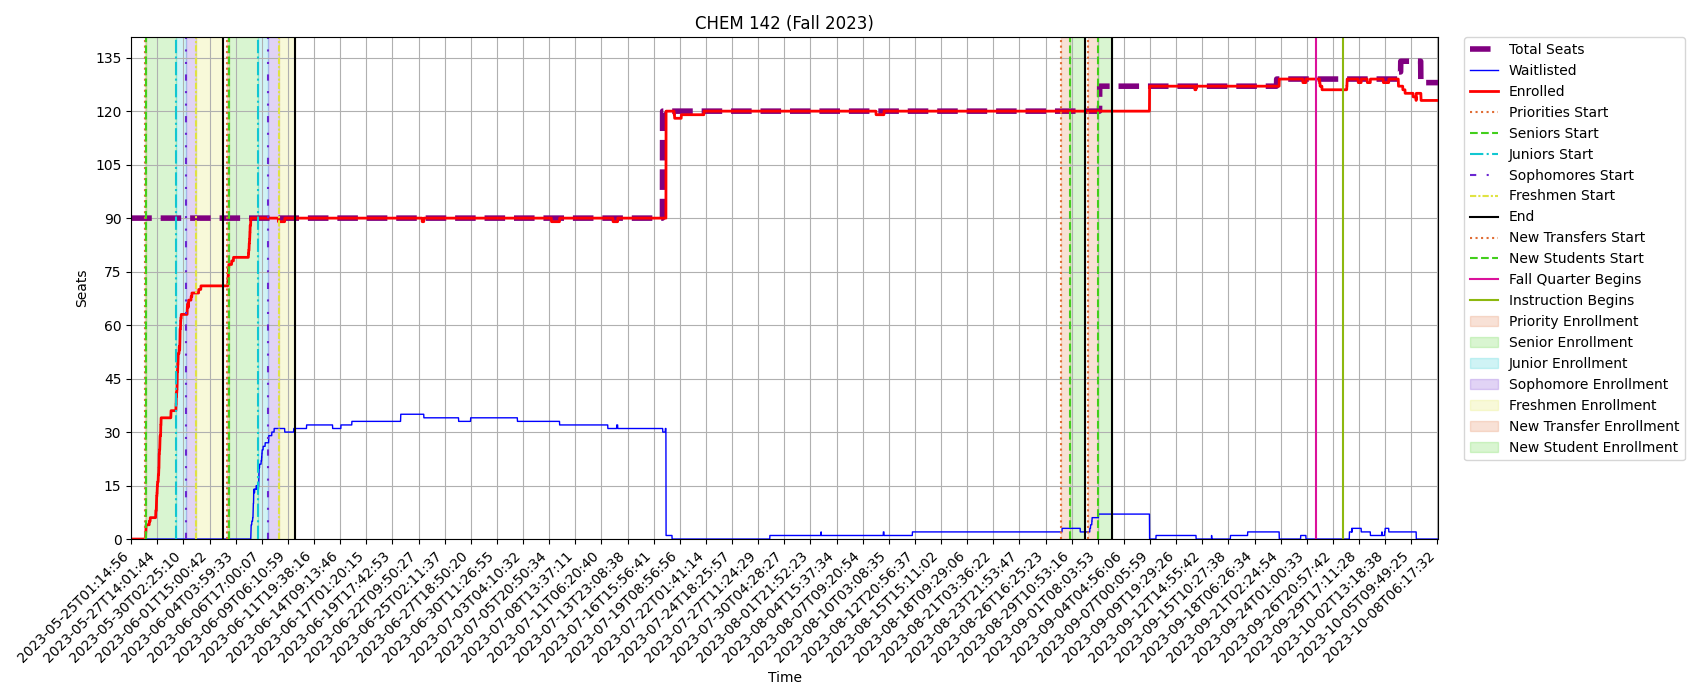 CHEM 142 (Fall 2023)
Seats
135
120
105
90
75
60
45
30
15
0
2023-05-25T01:14:56
2023-05-27T14:01:44
2023-05-30T02:25:10
2023-06-01T15:00:42
2023-06-04T03:59:33
2023-06-06T17:00:07
2023-06-09T06:10:59
2023-06-11T19:38:16
2023-06-14T09:13:46
2023-06-17T01:20:15
2023-06-19T17:42:53
2023-06-22T09:50:27
2023-06-25T02:11:37
2023-06-27T18:50:20
2023-06-30T11:26:55
2023-07-03T04:10:32
2023-07-05T20:50:34
2023-07-08T13:37:11
2023-07-11T06:20:40
2023-07-13T23:08:38
2023-07-16T15:56:41
2023-07-19T08:56:56
2023-07-22T01:41:14
2023-07-24T18:25:57
2023-07-27T11:24:29
2023-07-30T04:28:27
2023-08-01T21:52:23
2023-08-04T15:37:34
2023-08-07T09:20:54
2023-08-10T03:08:35
2023-08-12T20:56:37
2023-08-15T15:11:02
2023-08-18T09:29:06
2023-08-21T03:36:22
2023-08-23T21:53:47
2023-08-26T16:25:23
2023-08-29T10:53:16
2023-09-01T08:03:53
2023-09-04T04:56:06
2023-09-07T00:05:59
2023-09-09T19:29:26
2023-09-12T14:55:42
2023-09-15T10:27:38
2023-09-18T06:26:34
2023-09-21T02:24:54
2023-09-24T01:00:33
2023-09-26T20:57:42
2023-09-29T17:11:28
2023-10-02T13:18:38
2023-10-05T09:49:25
2023-10-08T06:17:32
Time
Total Seats
Waitlisted
Enrolled
Priorities Start
Seniors Start
Juniors Start
Sophomores Start
Freshmen Start
End
New Transfers Start
New Students Start
Fall Quarter Begins
Instruction Begins
Priority Enrollment
Senior Enrollment
Junior Enrollment
Sophomore Enrollment
Freshmen Enrollment
New Transfer Enrollment
New Student Enrollment